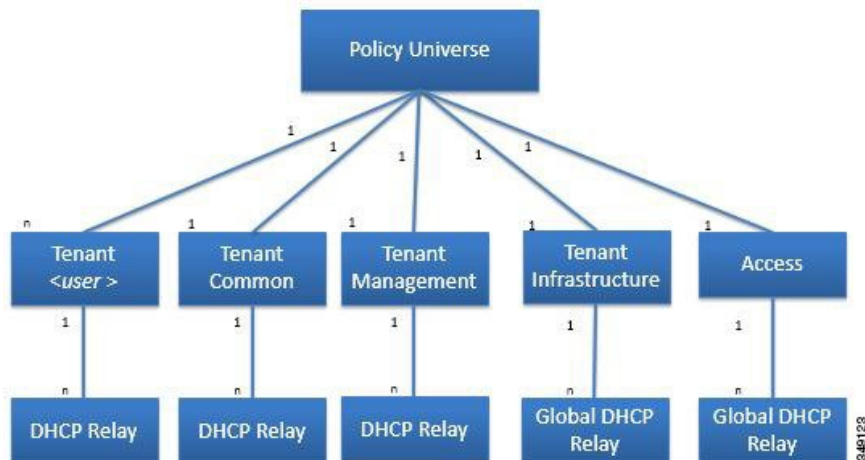 Policy Universe
1
1
1
1
1
n
1
1
1
1
Tenant
<user >
Tenant
Common
Tenant
Management
Tenant
Infrastructure
Access
1
1
1
1
1
n
n
n
n
n
DHCP Relay
DHCP Relay
DHCP Relay
Global DHCP
Relay
Global DHCP
Relay
349123